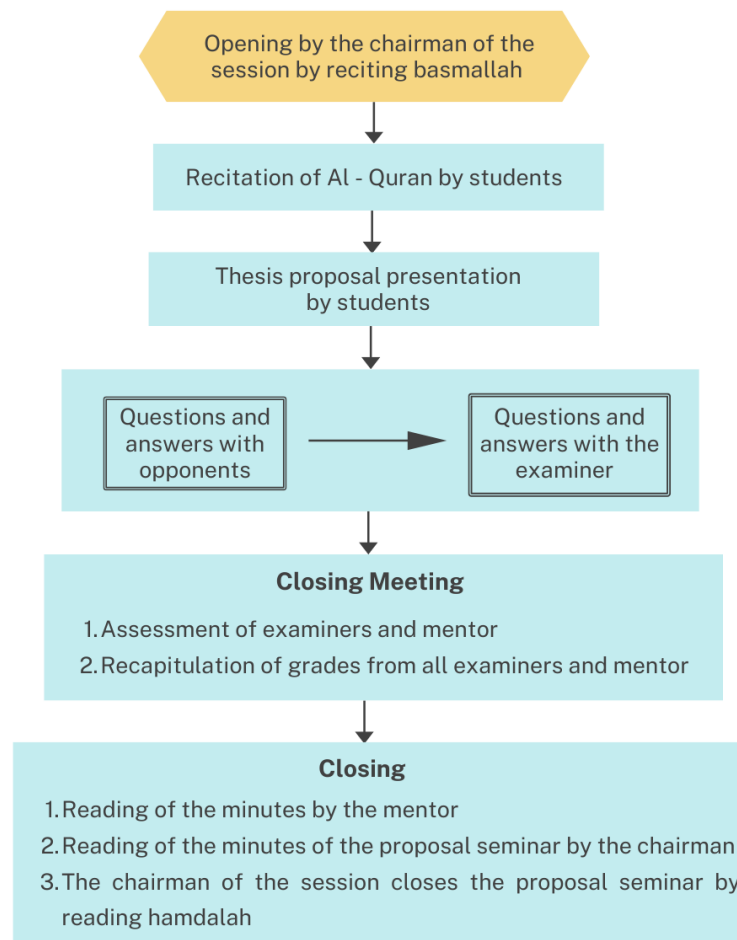 Opening by the chairman of the
session by reciting basmallah
Recitation of Al - Quran by students
Thesis proposal presentation
by students
Questions and
answers with
opponents
Questions and
answers with the
examiner
Closing Meeting
1. Assessment of examiners and mentor
2. Recapitulation of grades from all examiners and mentor
Closing
1. Reading of the minutes by the mentor
2. Reading of the minutes of the proposal seminar by the chairman
3. The chairman of the session closes the proposal seminar by
reading hamdalah